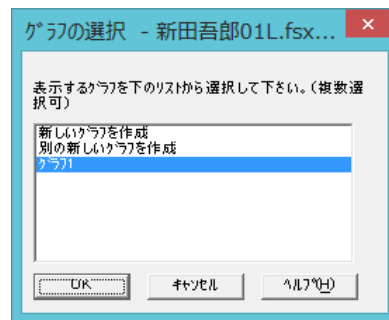 グラフの選択 - 新田吾郎01L.fsx...
表示するグラフを下のリストから選択して下さい。(複数選
択可)
新しいグラフを作成
別の新しいグラフを作成
グラフ1
OK キャンセル ヘルプ(H)